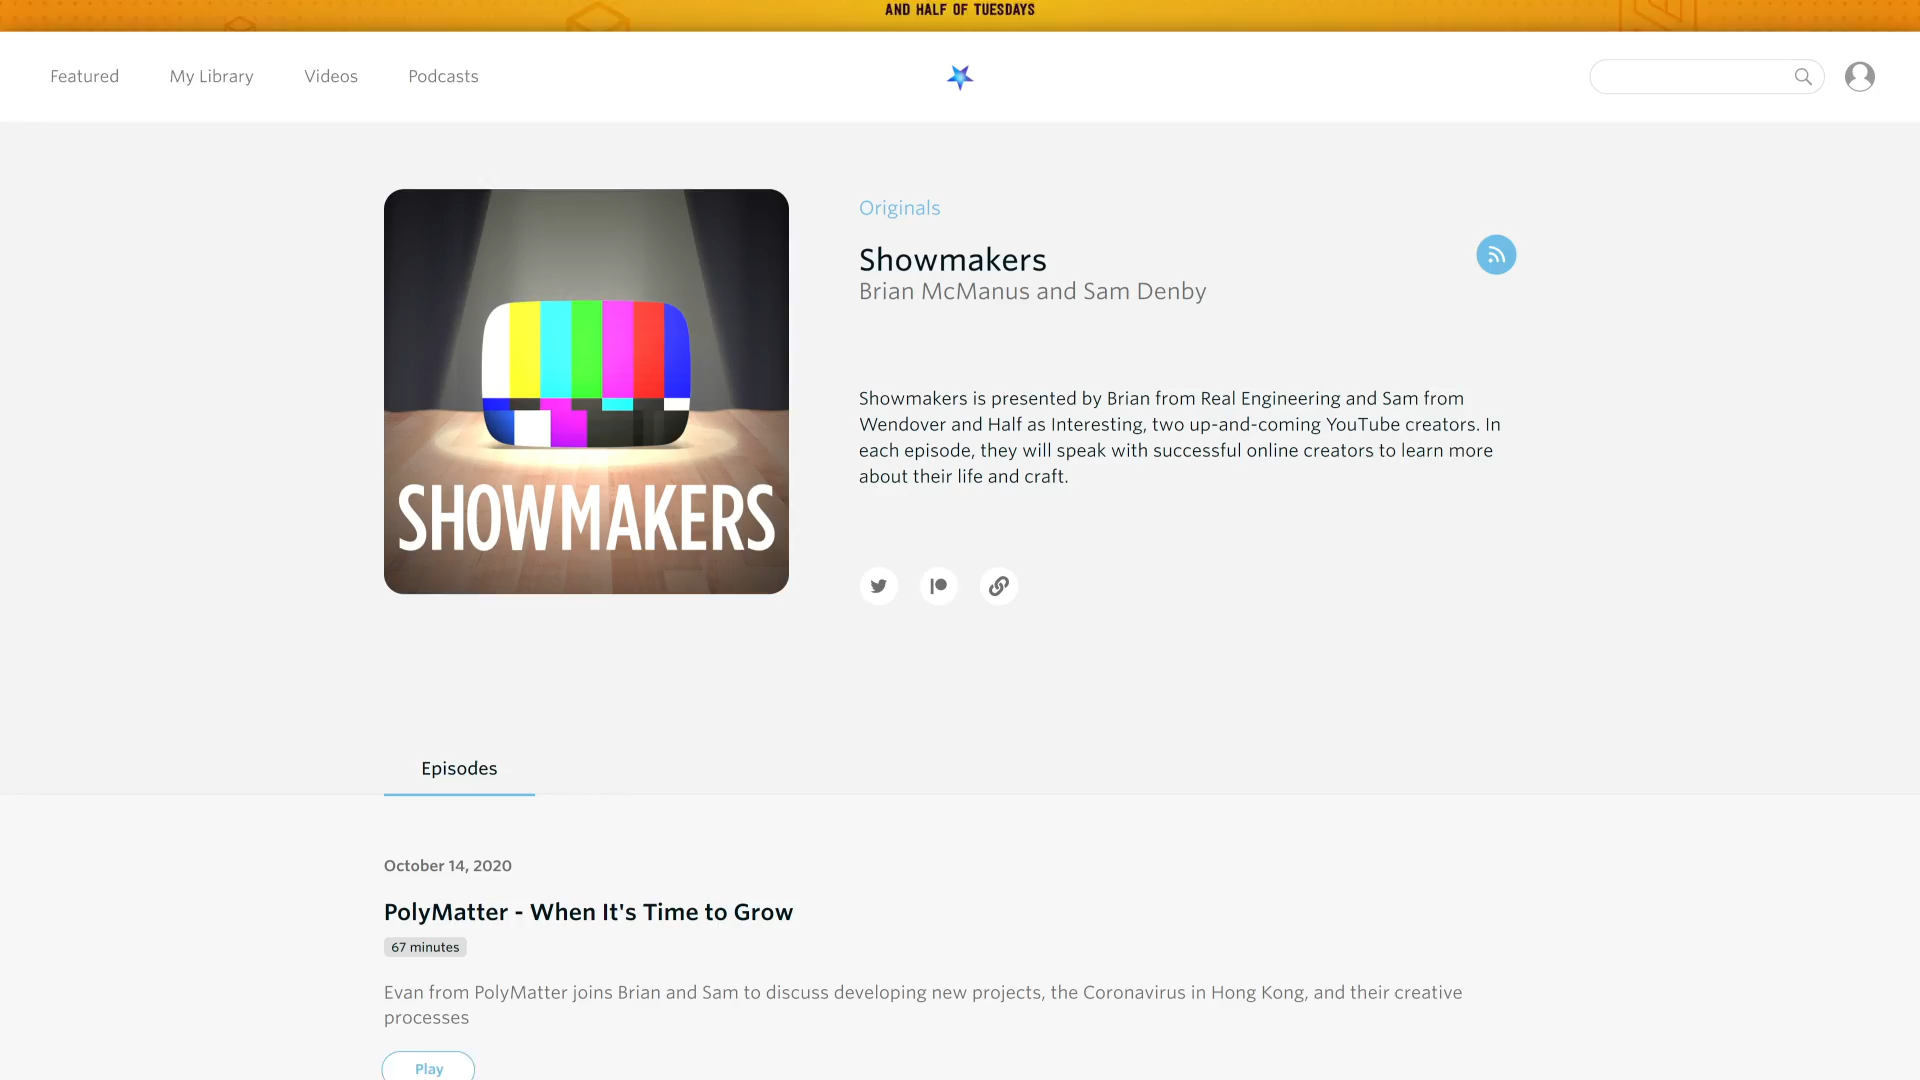 AND HALF OF TUESDAYS
Featured
My Library
Videos
Podcasts
Originals
Showmakers
Brian McManus and Sam Denby
Showmakers is presented by Brian from Real Engineering and Sam from
Wendover and Half as Interesting, two up-and-coming YouTube creators. In
each episode, they will speak with successful online creators to learn more
about their life and craft.
SHOWMAKERS
Episodes
October 14, 2020
PolyMatter - When It's Time to Grow
67 minutes
Evan from PolyMatter joins Brian and Sam to discuss developing new projects, the Coronavirus in Hong Kong, and their creative
processes
Play